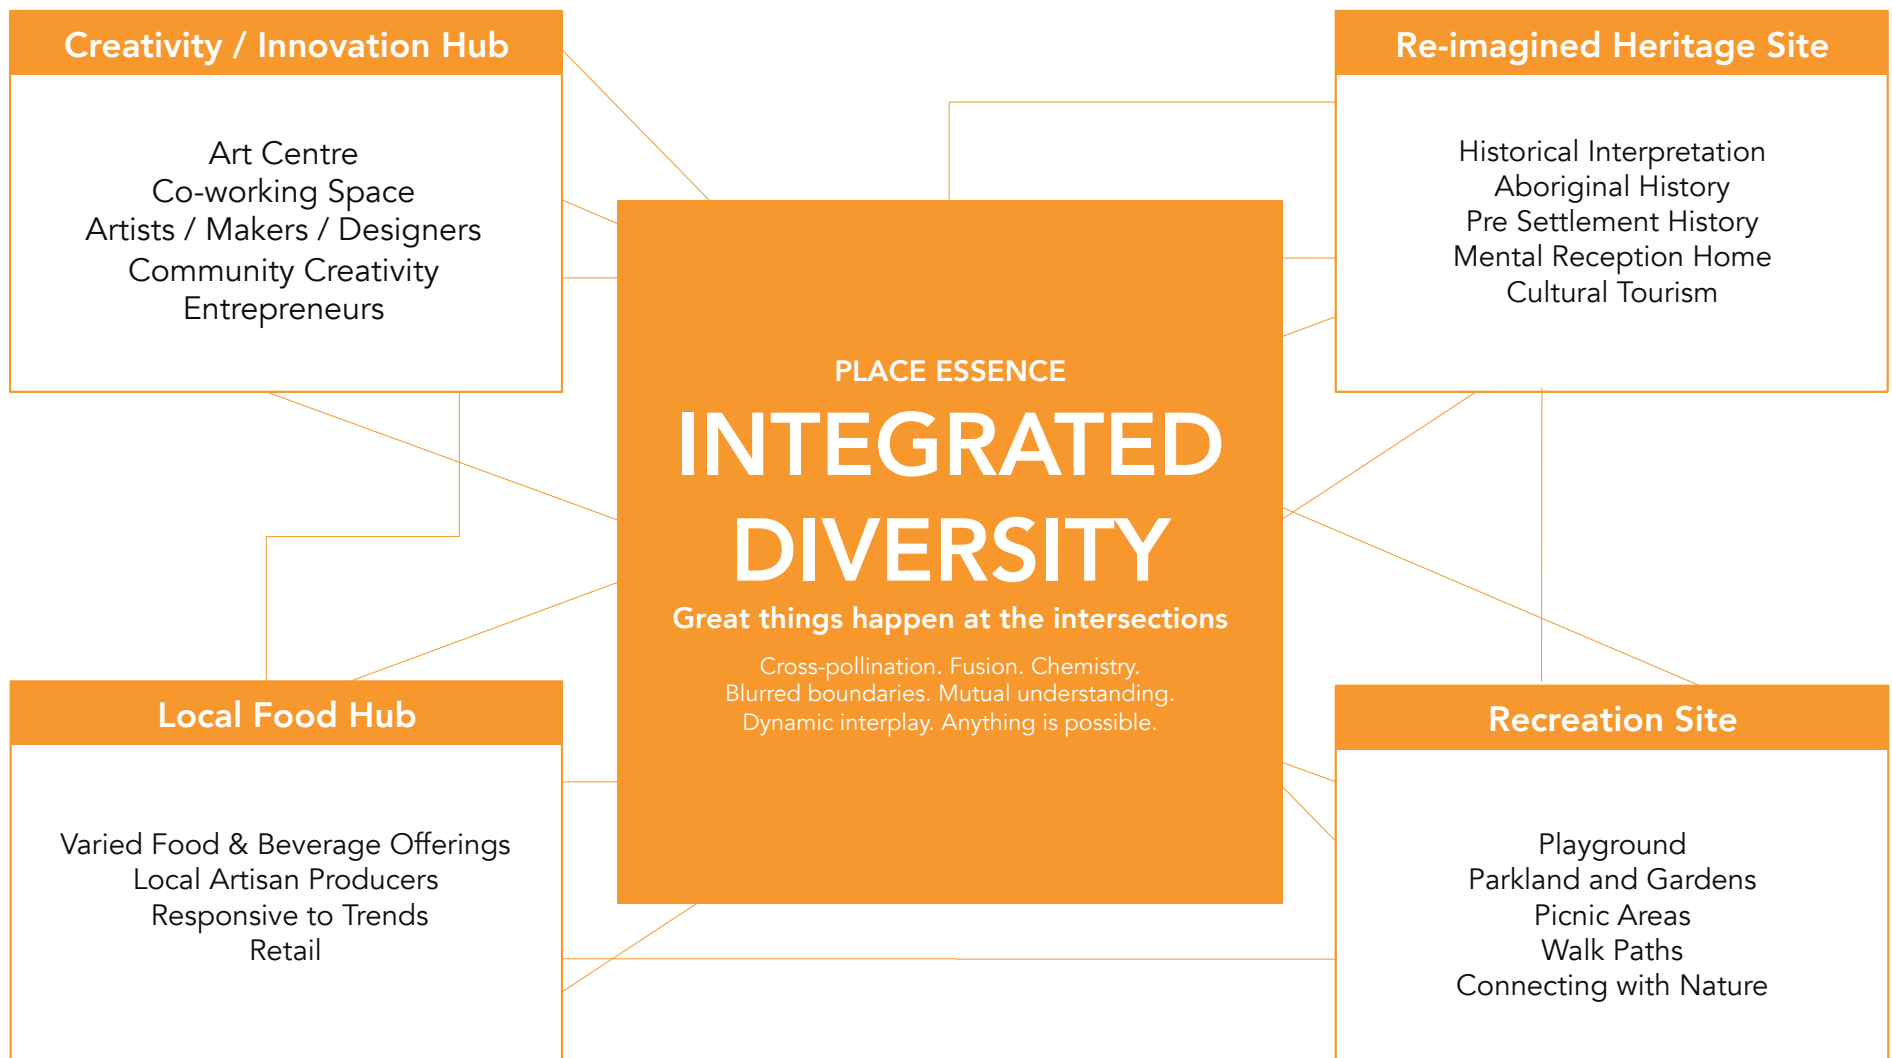 Creativity / Innovation Hub
Art Centre
Co-working Space
Artists / Makers / Designers
Community Creativity
Entrepreneurs
Re-imagined Heritage Site
Historical Interpretation
Aboriginal History
Pre Settlement History
Mental Reception Home
Cultural Tourism
PLACE ESSENCE
INTEGRATED
DIVERSITY
Great things happen at the intersections
Cross-pollination. Fusion. Chemistry.
Blurred boundaries. Mutual understanding.
Dynamic interplay. Anything is possible.
Local Food Hub
Varied Food & Beverage Offerings
Local Artisan Producers
Responsive to Trends
Retail
Recreation Site
Playground
Parkland and Gardens
Picnic Areas
Walk Paths
Connecting with Nature